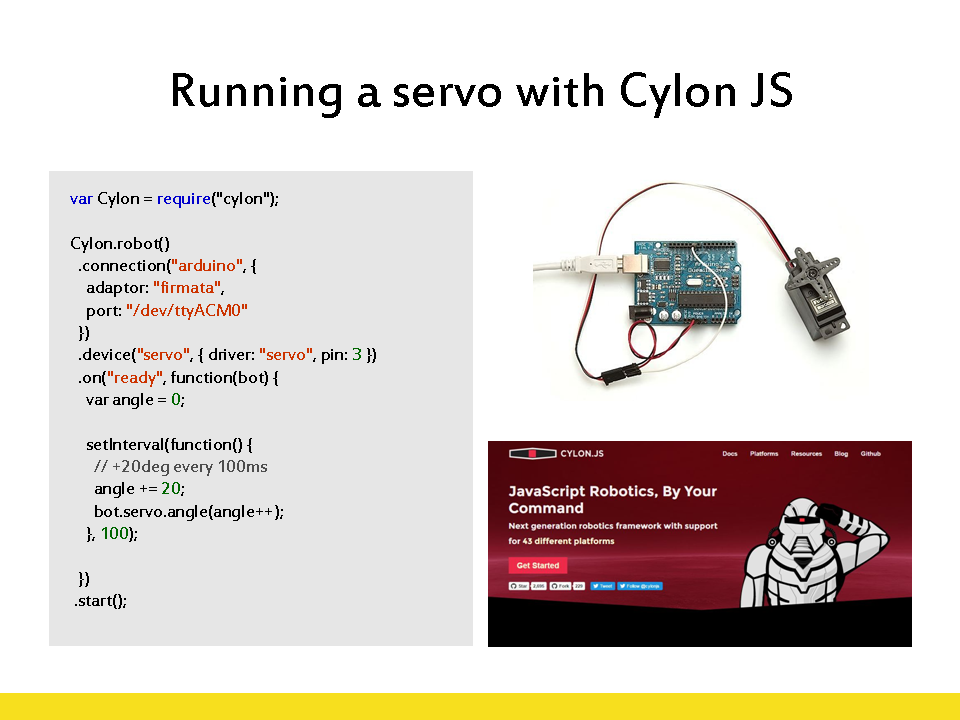 Running a servo with Cylon JS
var Cylon = require("cylon");
Cylon.robot()
.connection("arduino", {
adaptor: "firmata",
port: "/dev/ttyACM0"
})
.device("servo", { driver: "servo", pin: 3 })
.on("ready", function(bot) {
var angle = 0;
setInterval(function() {
// +20deg every 100ms
angle += 20;
bot.servo.angle(angle++);
}, 100);
})
.start();
CYLON.JS
Docs Platforms Resources Blog Github
JavaScript Robotics, By Your
Command
Next generation robotics framework with support
for 43 different platforms
Get Started
Star Fork 229 Tweet Follow @cylonjs